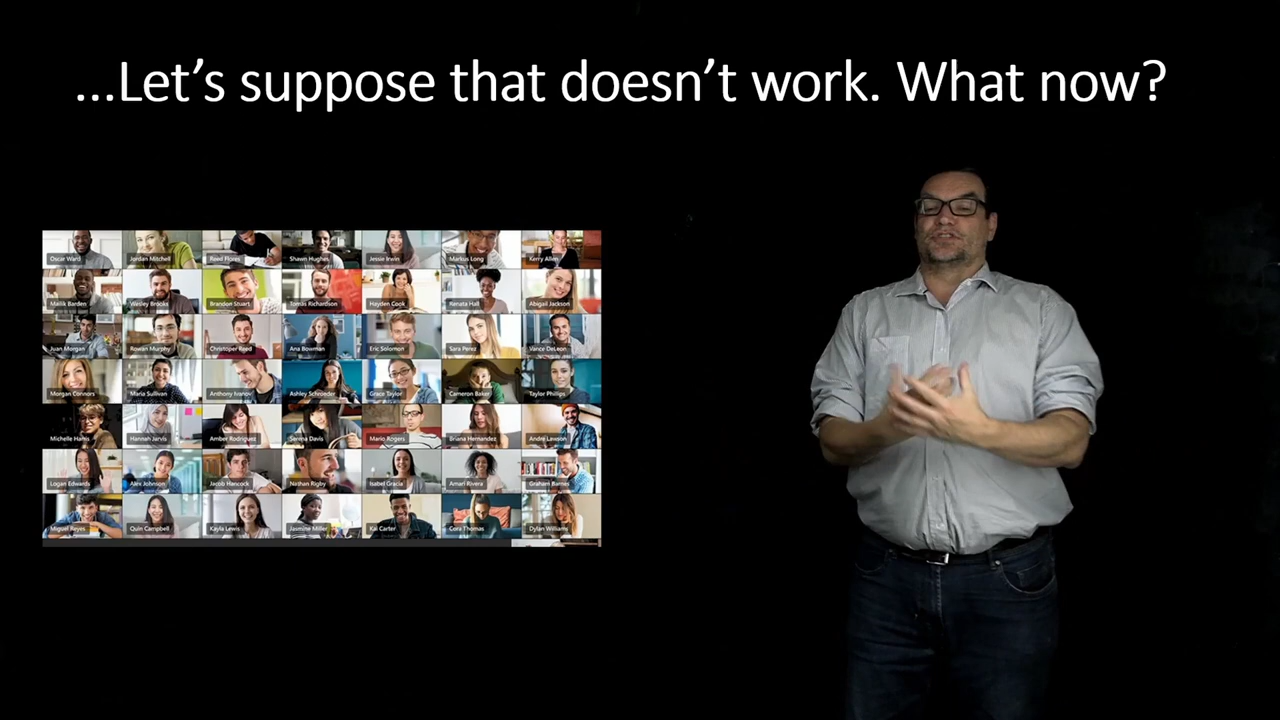 ...Let's suppose that doesn't work. What now?
Oscar Ward
Jordan Mitchell
Reed Flores
Shawn Hughes
Jessie Irwin
Markus Long
Kerry Allen
Malik Barden
Wesley Brooks
Brandon Stuart
Tomas Richardson
Hayden Cook
Renata Hall
Abigail Jackson
Juan Morgan
Rowan Murphy
Christoper Reed
Ana Bowman
Eric Solomon
Sara Perez
Vance DeLeon
Morgan Connors
Maria Sullivan
Anthony Ivanov
Ashley Schroeder
Grace Taylor
Cameron Baker
Taylor Phillips
Michelle Harris
Hannah Jarvis
Amber Rodriguez
Serena Davis
Mario Rogers
Briana Hernandez
Andre Lawson
Logan Edwards
Alex Johnson
Jacob Hancock
Nathan Rigby
Isabel Gracia
Amari Rivera
Graham Barnes
Miguel Reyes
Quin Campbell
Kayla Lewis
Jasmine Miller
Kai Carter
Cora Thomas
Dylan Williams